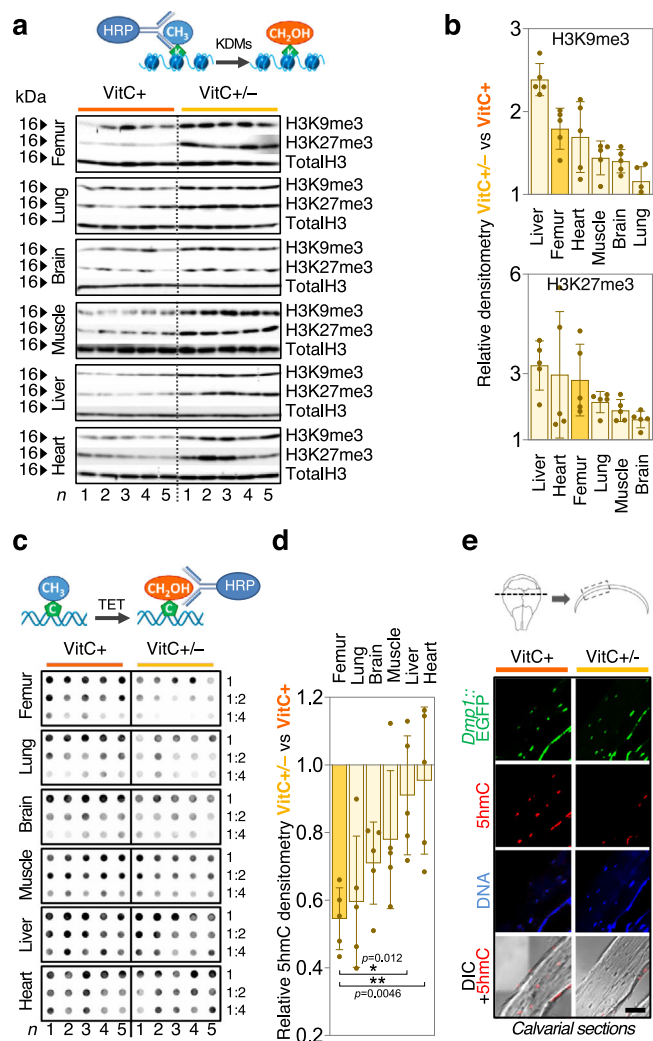 a
HRP
CH3
K
KDMs
CH2OH
K
kDa
VitC+
VitC+/–
Femur
16
H3K9me3
16
H3K27me3
16
TotalH3
Lung
16
H3K9me3
16
H3K27me3
16
TotalH3
Brain
16
H3K9me3
16
H3K27me3
16
TotalH3
Muscle
16
H3K9me3
16
H3K27me3
16
TotalH3
Liver
16
H3K9me3
16
H3K27me3
16
TotalH3
Heart
16
H3K9me3
16
H3K27me3
16
TotalH3
n 1 2 3 4 5 1 2 3 4 5
b
Relative densitometry VitC+/– vs VitC+
H3K9me3
3
2
1
Liver
Femur
Heart
Muscle
Brain
Lung
H3K27me3
6
3
1
Liver
Heart
Femur
Lung
Muscle
Brain
c
CH3
C
TET
CH2OH
C
HRP
VitC+
VitC+/–
Femur
1
1:2
1:4
Lung
1
1:2
1:4
Brain
1
1:2
1:4
Muscle
1
1:2
1:4
Liver
1
1:2
1:4
Heart
1
1:2
1:4
n 1 2 3 4 5 1 2 3 4 5
d
Relative 5hmC densitometry VitC+/– vs VitC+
Femur
Lung
Brain
Muscle
Liver
Heart
1.2
1.0
0.8
0.6
0.4
0.2
p=0.012
*
**
p=0.0046
e
VitC+
VitC+/-
Dmp1::
EGFP
5hmC
DNA
DIC
+5hmC
Calvarial sections